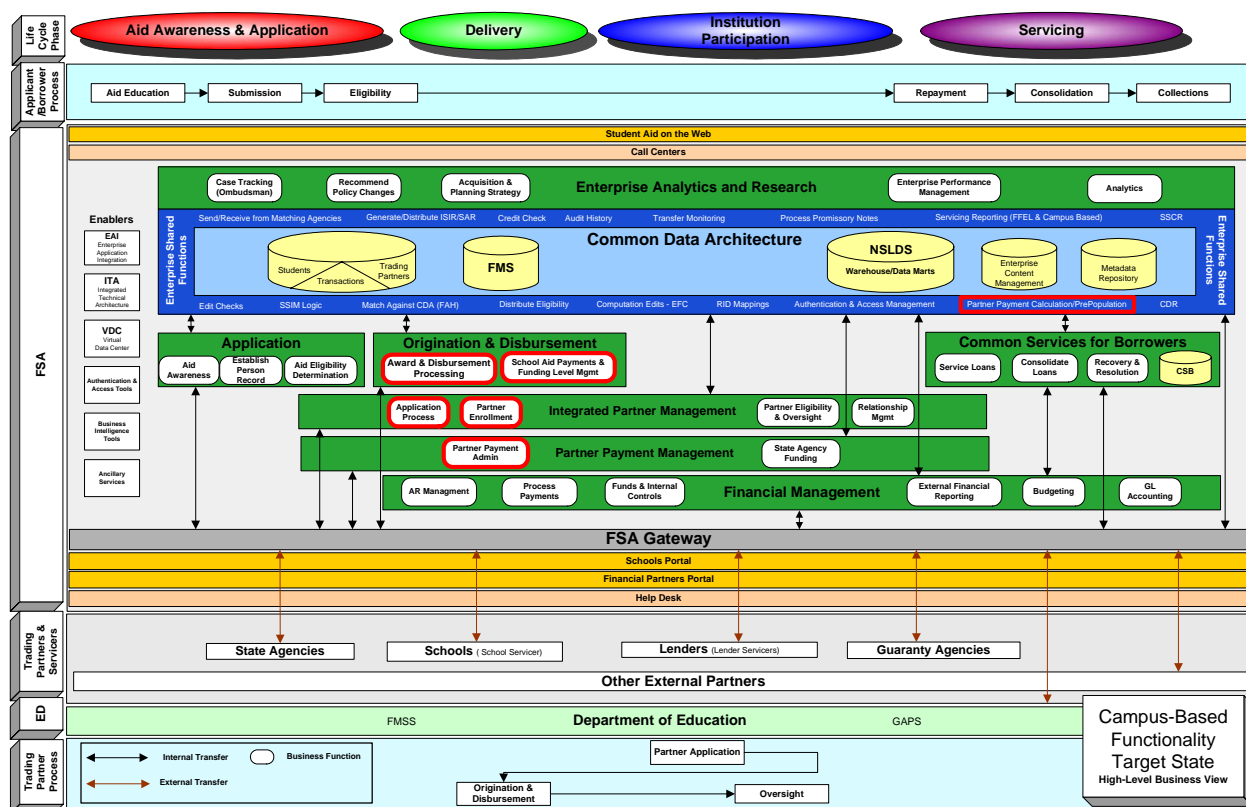 Life
Cycle
Phase
Aid Awareness & Application
Delivery
Institution
Participation
Servicing
Applicant
/Borrower
Process
Aid Education
Submission
Eligibility
Repayment
Consolidation
Collections
FSA
Student Aid on the Web
Call Centers
Case Tracking
(Ombudsman)
Recommend
Policy Changes
Acquisition &
Planning Strategy
Enterprise Analytics and Research
Enterprise Performance
Management
Analytics
Enablers
EAI
Enterprise
Application
Integration
ITA
Integrated
Technical
Architecture
VDC
Virtual
Data Center
Authentication &
Access Tools
Business
Intelligence
Tools
Ancillary
Services
Enterprise Shared
Functions
Send/Receive from Matching Agencies
Generate/Distribute ISIR/SAR
Credit Check
Audit History
Transfer Monitoring
Process Promissory Notes
Servicing Reporting (FFEL & Campus Based)
SSCR
Enterprise Shared
Functions
Common Data Architecture
Students
Transactions
Trading
Partners
FMS
NSLDS
Warehouse/Data Marts
Enterprise
Content
Management
Metadata
Repository
Edit Checks
SSIM Logic
Match Against CDA (FAH)
Distribute Eligibility
Computation Edits - EFC
RID Mappings
Authentication & Access Management
Partner Payment Calculation/PrePopulation
CDR
Application
Aid
Awareness
Establish
Person
Record
Aid Eligibility
Determination
Origination & Disbursement
Award & Disbursement
Processing
School Aid Payments &
Funding Level Mgmt
Common Services for Borrowers
Service Loans
Consolidate
Loans
Recovery &
Resolution
CSB
Application
Process
Partner
Enrollment
Integrated Partner Management
Partner Eligibility
& Oversight
Relationship
Mgmt
Partner Payment
Admin
Partner Payment Management
State Agency
Funding
AR Managment
Process
Payments
Funds & Internal
Controls
Financial Management
External Financial
Reporting
Budgeting
GL
Accounting
FSA Gateway
Schools Portal
Financial Partners Portal
Help Desk
Trading
Partners &
Services
State Agencies
Schools ( School Servicer)
Lenders (Lender Servicers)
Guaranty Agencies
Other External Partners
ED
FMSS
Department of Education
GAPS
Trading
Partner
Process
Internal Transfer
Business Function
External Transfer
Partner Application
Origination &
Disbursement
Oversight
Campus-Based
Functionality
Target State
High-Level Business View